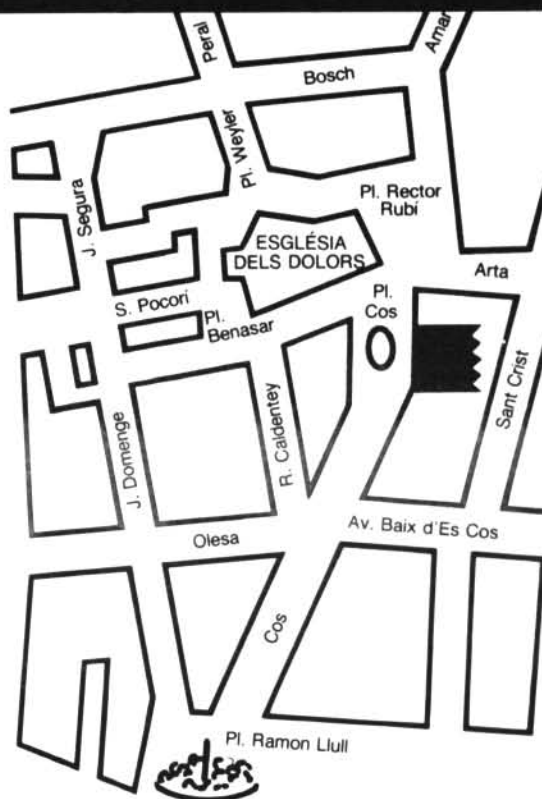 Peral
Amar
Bosch
Pl. Weyler
Pl. Rector
Rubí
J. Segura
ESGLÉSIA
DELS DOLORS
Arta
S. Pocorí
Pl.
Benasar
Pl.
Cos
Sant Crist
R. Caldentey
J. Domenge
Olesa
Av. Baix d'Es Cos
Cos
Pl. Ramon Llull